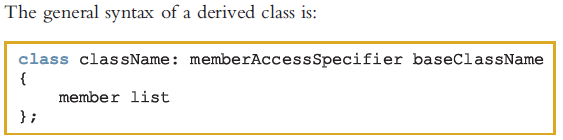 The general syntax of a derived class is:
class className: memberAccessSpecifier baseClassName
{
    member list
};